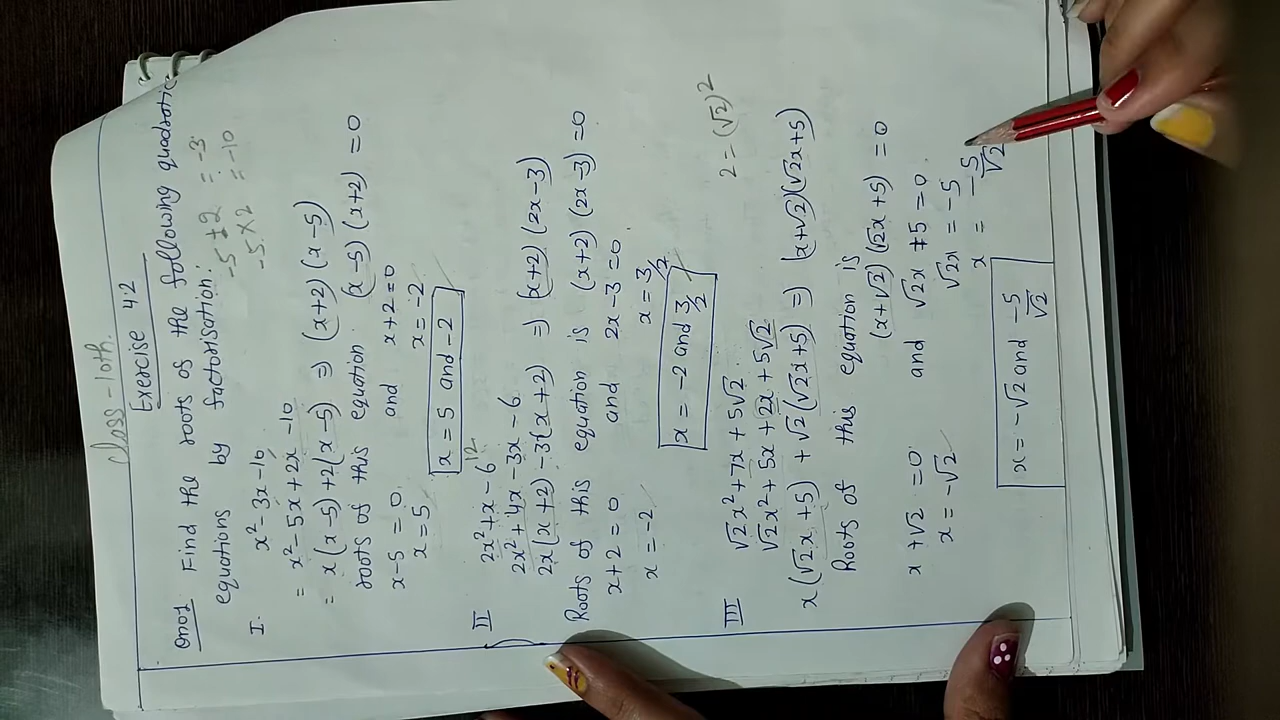 Class - 10th.
Exercise 4.2
Qno1 Find the roots of the following quadratic
equations by factorisation:
-5 + 2 = -3
-5 × 2 = -10
I. x² - 3x - 10
= x² - 5x + 2x - 10
= x(x-5) + 2(x-5) => (x+2)(x-5)
roots of this equation (x-5)(x+2) = 0
x-5 = 0 and x+2 = 0
x = 5 x = -2
x = 5 and -2
II 2x² + x - 6 12
2x² + 4x - 3x - 6
2x(x+2) - 3(x+2) => (x+2)(2x-3)
Roots of this equation is (x+2)(2x-3) = 0
x+2 = 0 and 2x-3 = 0
x = -2 x = 3/2
x = -2 and 3/2
2 = (√2)²
III √2x² + 7x + 5√2
√2x² + 5x + 2x + 5√2
x(√2x + 5) + √2(√2x+5) => (x+√2)(√2x+5)
Roots of this equation is
(x+√2)(√2x+5) = 0
x + √2 = 0 and √2x + 5 = 0
x = -√2 √2x = -5
x = -5/√2
x = -√2 and -5/√2